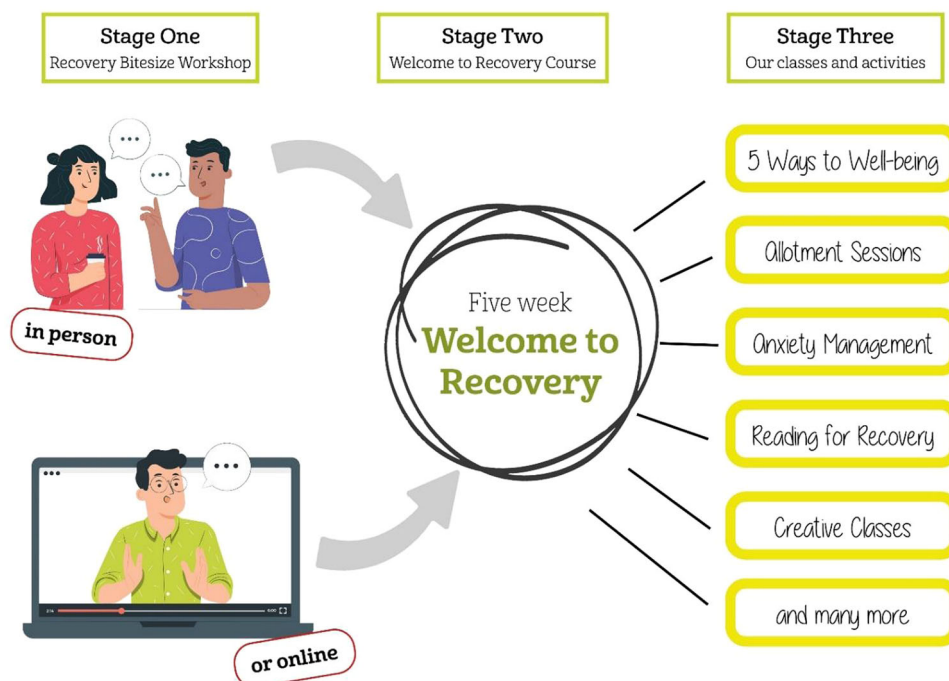 Stage One
Recovery Bitesize Workshop
Stage Two
Welcome to Recovery Course
Stage Three
Our classes and activities
in person
or online
Five week
Welcome to
Recovery
5 Ways to Well-being
Allotment Sessions
Anxiety Management
Reading for Recovery
Creative Classes
and many more